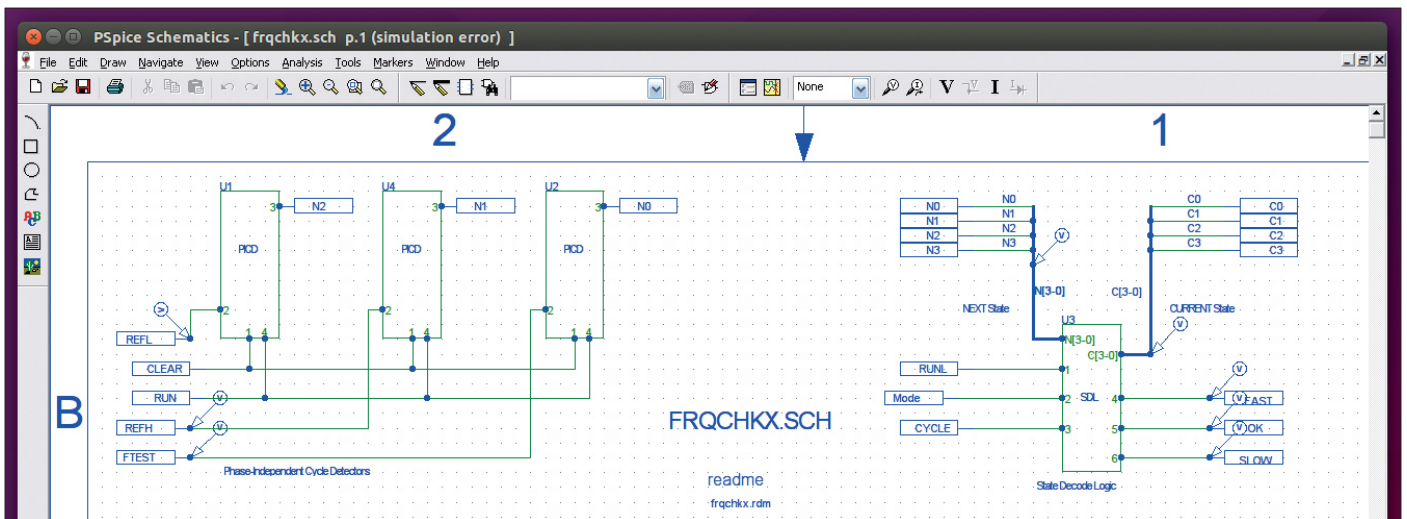 PSpice Schematics - [ frqchkx.sch p.1 (simulation error) ]
File Edit Draw Navigate View Options Analysis Tools Markers Window Help
None V V I
ABC
A
2 1
U1 U4 U2
3 N2 3 N1 3 N0
PICD PICD PICD
2 2 2
1 4 1 4 1 4
REFL
CLEAR
RUN
REFH
FTEST
V
V
V
Phase-Independent Cycle Detectors
B
FRQCHKX.SCH
readme
frqchkx.rdm
N0 N0 C0 C0
N1 N1 C1 C1
N2 N2 C2 C2
N3 N3 C3 C3
V
N[3-0] C[3-0]
NEXT State CURRENT State
U3 V
N[3-0]
C[3-0]
RUNL 1 V
Mode 2 SDL 4 V FAST
CYCLE 3 5 V OK
6 SLOW
State Decode Logic